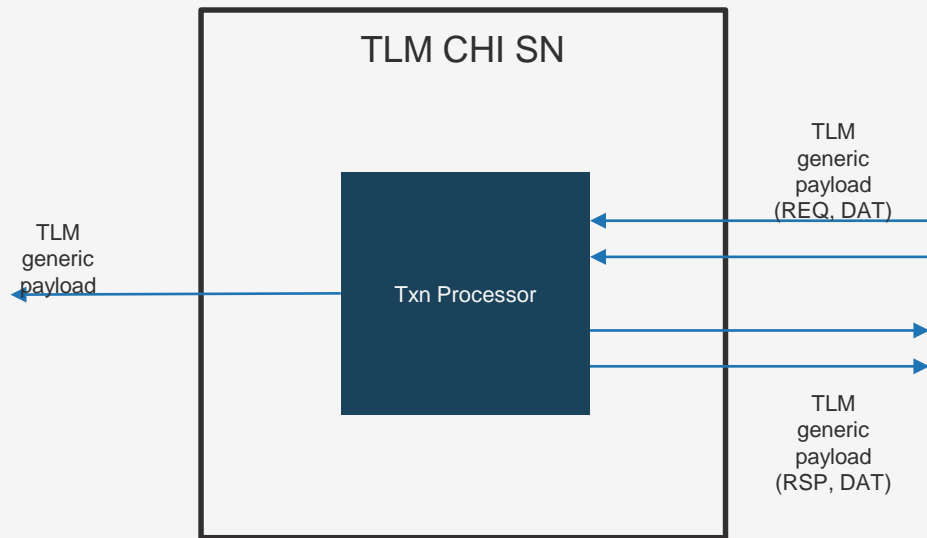 TLM CHI SN
TLM
generic
payload
(REQ, DAT)
TLM
generic
payload
Txn Processor
TLM
generic
payload
(RSP, DAT)